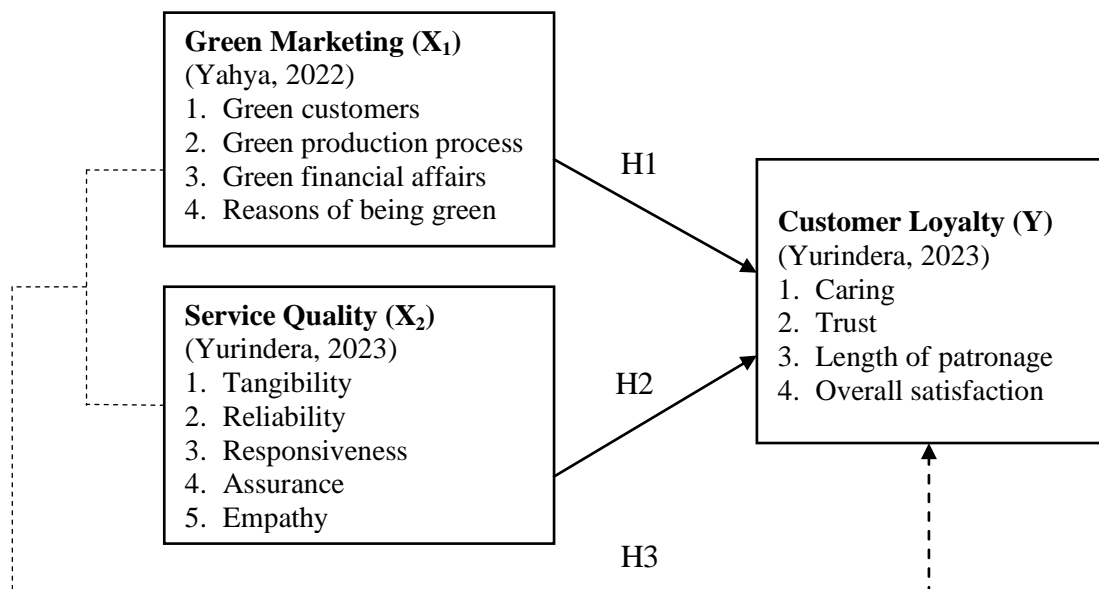 Green Marketing (X₁)
(Yahya, 2022)
1. Green customers
2. Green production process
3. Green financial affairs
4. Reasons of being green
H1
Service Quality (X₂)
(Yurindera, 2023)
1. Tangibility
2. Reliability
3. Responsiveness
4. Assurance
5. Empathy
H2
Customer Loyalty (Y)
(Yurindera, 2023)
1. Caring
2. Trust
3. Length of patronage
4. Overall satisfaction
H3